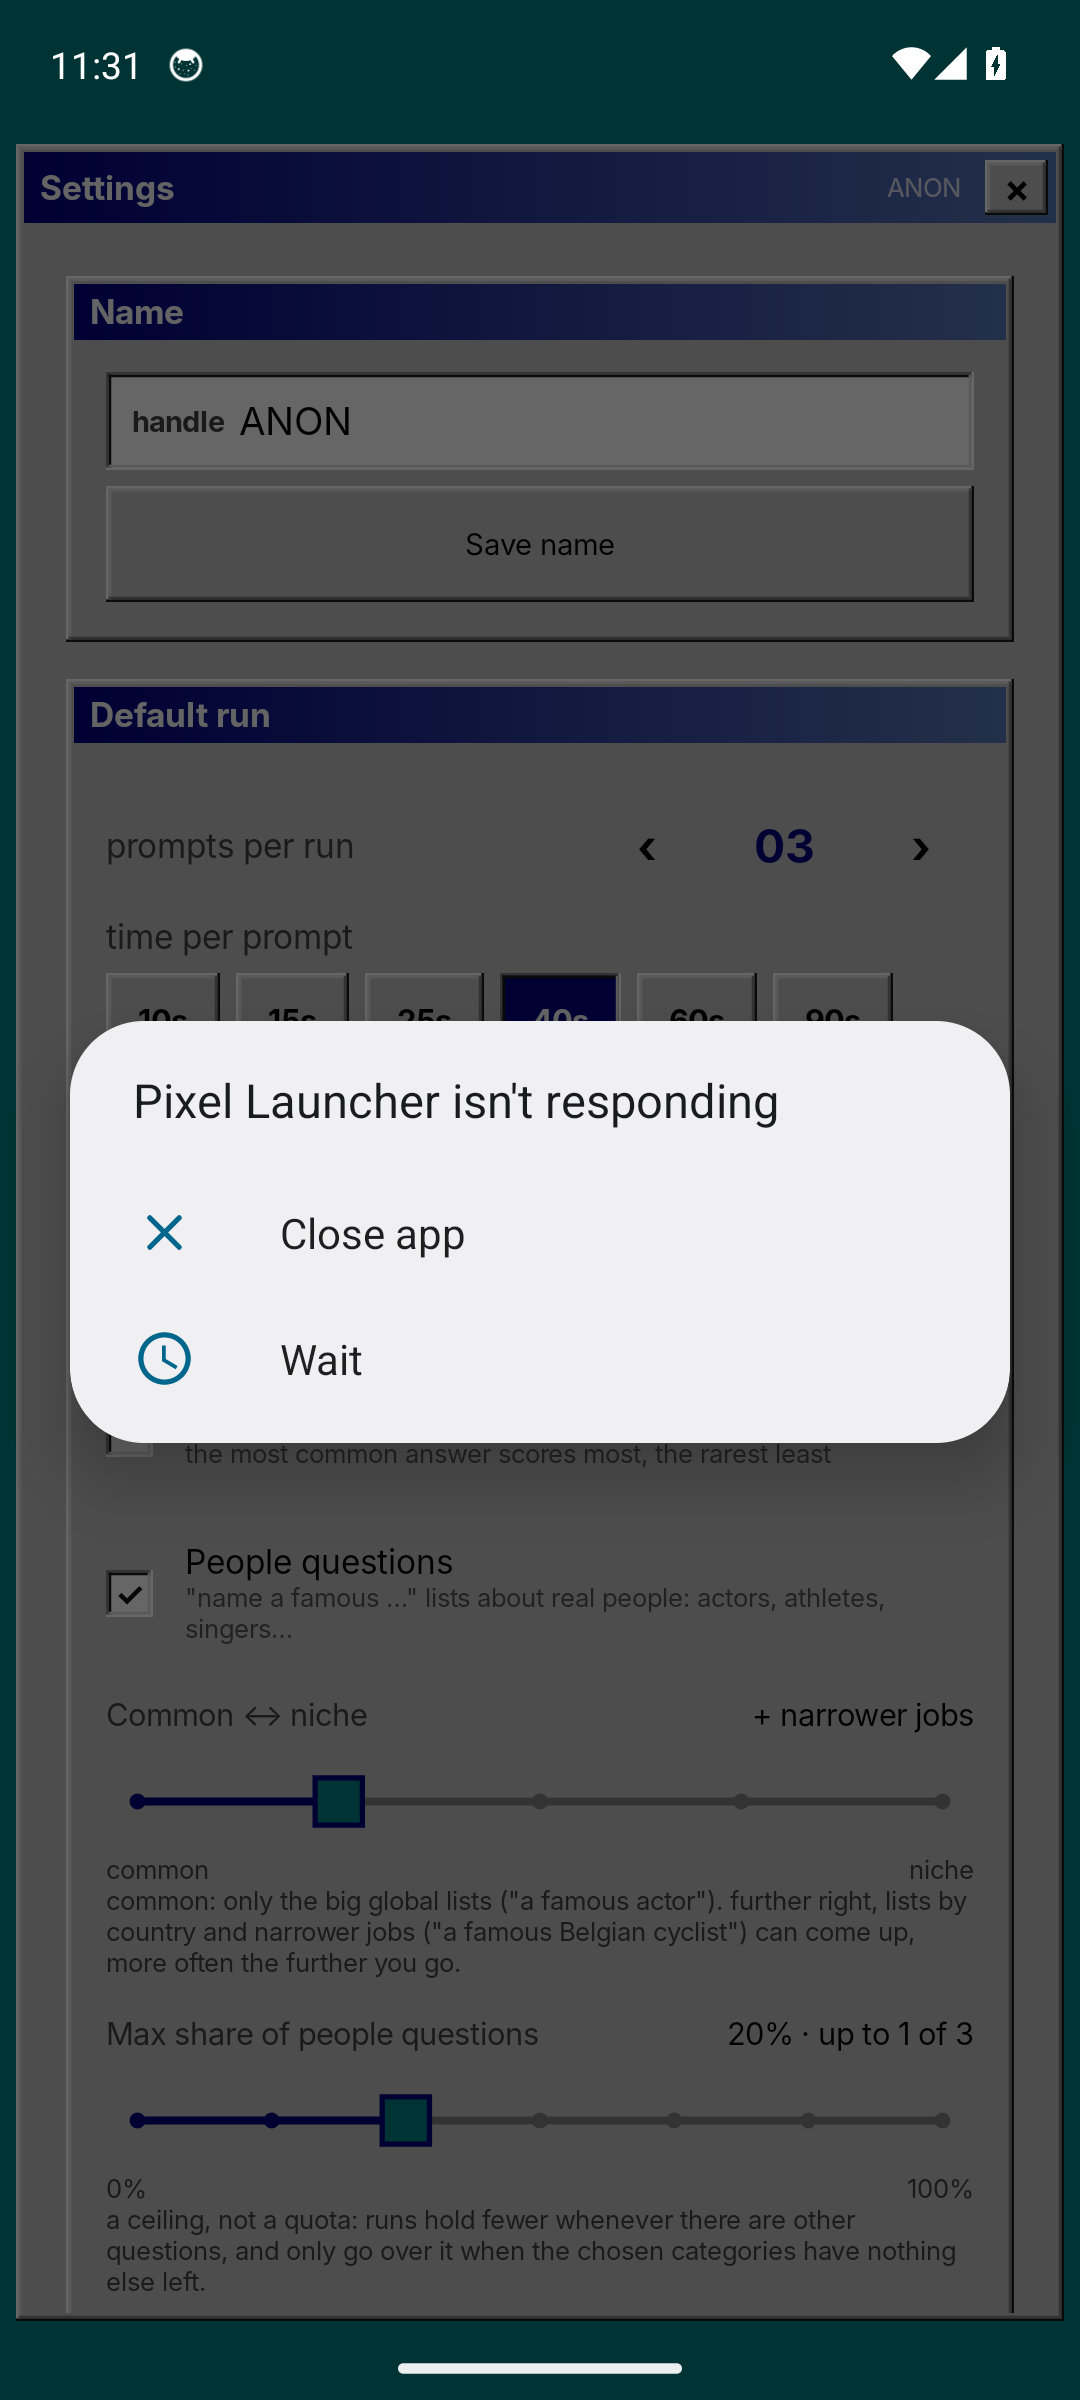 11:31
Settings
ANON
×
Name
handle ANON
Save name
Default run
prompts per run
‹ 03 ›
time per prompt
10s 15s 25s 40s 60s 90s
Pixel Launcher isn't responding
Close app
Wait
the most common answer scores most, the rarest least
People questions
"name a famous ..." lists about real people: actors, athletes,
singers...
Common ↔ niche
+ narrower jobs
common
niche
common: only the big global lists ("a famous actor"). further right, lists by
country and narrower jobs ("a famous Belgian cyclist") can come up,
more often the further you go.
Max share of people questions
20% · up to 1 of 3
0%
100%
a ceiling, not a quota: runs hold fewer whenever there are other
questions, and only go over it when the chosen categories have nothing
else left.